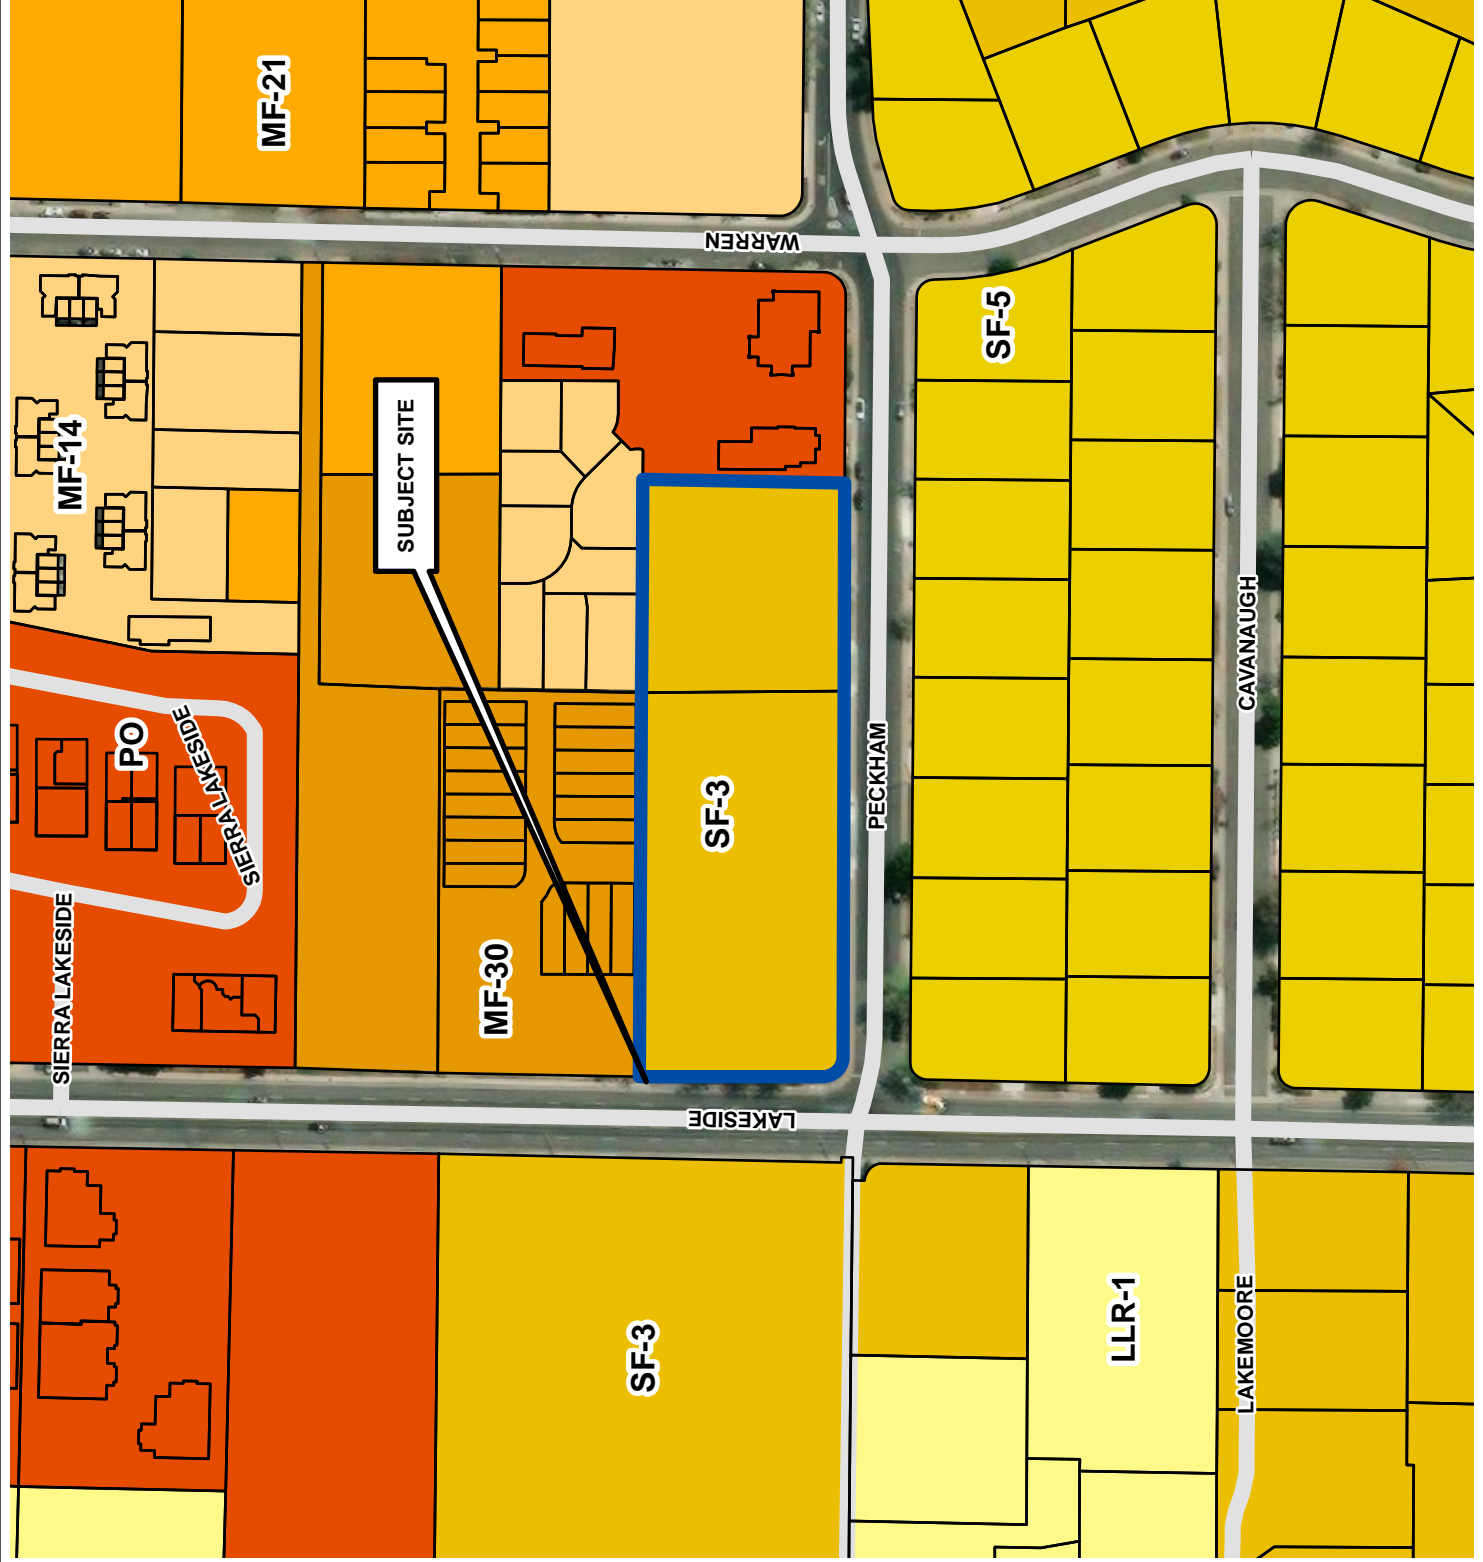 MF-21
WARREN
SF-5
SUBJECT SITE
MF-14
CAVANAUGH
PECKHAM
PO
SIERRA LAKESIDE
SF-3
SIERRA LAKESIDE
MF-30
LAKESIDE
SF-3
LLR-1
LAKEMOORE